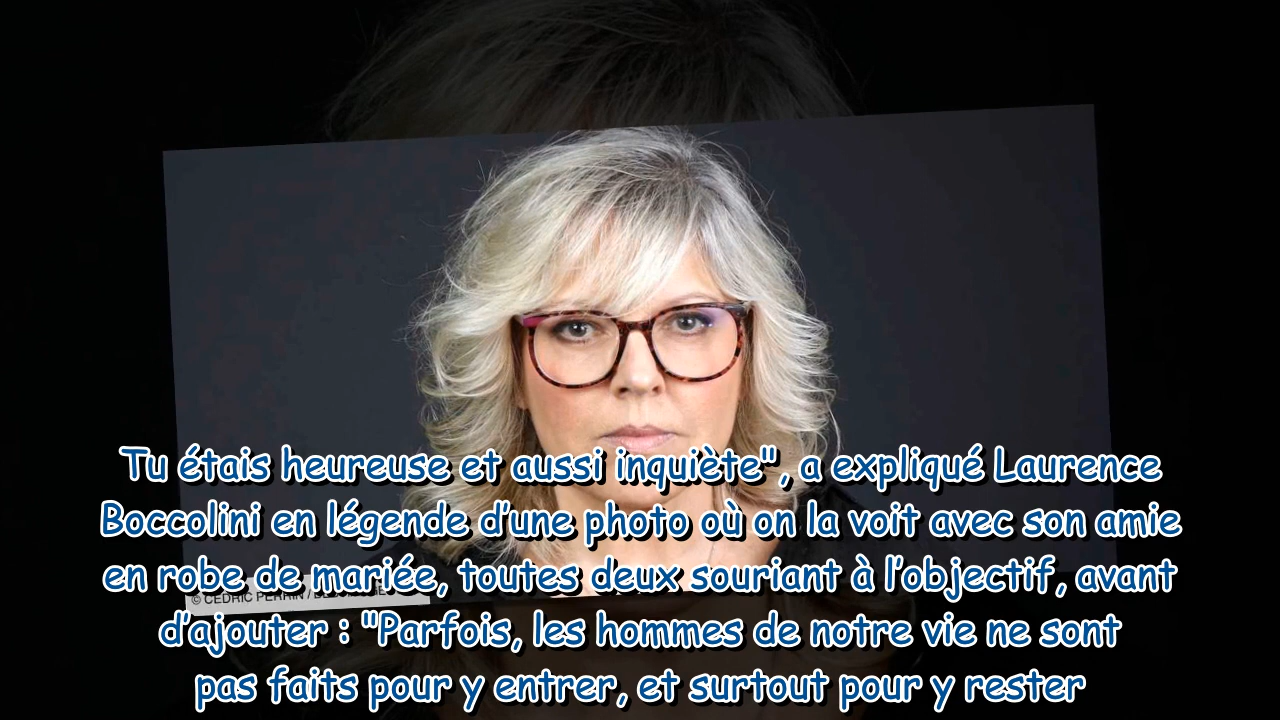 Tu étais heureuse et aussi inquiète", a expliqué Laurence
Boccolini en légende d'une photo où on la voit avec son amie
en robe de mariée, toutes deux souriant à l'objectif, avant
© CEDRIC PERRIN /
d'ajouter : "Parfois, les hommes de notre vie ne sont
pas faits pour y entrer, et surtout pour y rester